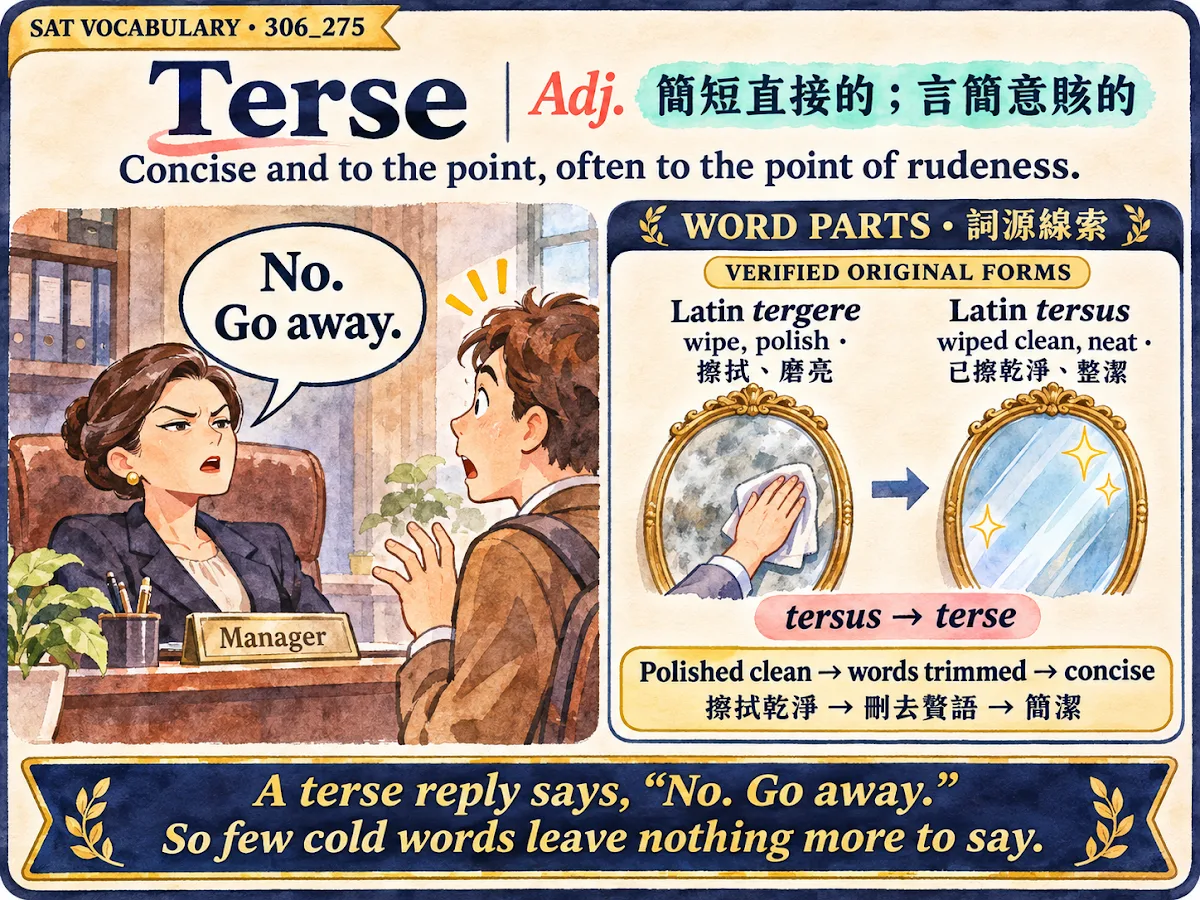 SAT VOCABULARY • 306_275
Terse
Adj.
簡短直接的；言簡意賅的
Concise and to the point, often to the point of rudeness.
No.
Go away.
Manager
WORD PARTS • 詞源線索
VERIFIED ORIGINAL FORMS
Latin tergere
wipe, polish •
擦拭、磨亮
Latin tersus
wiped clean, neat •
已擦乾淨、整潔
tersus → terse
Polished clean → words trimmed → concise
擦拭乾淨 → 刪去贅語 → 簡潔
A terse reply says, “No. Go away.”
So few cold words leave nothing more to say.